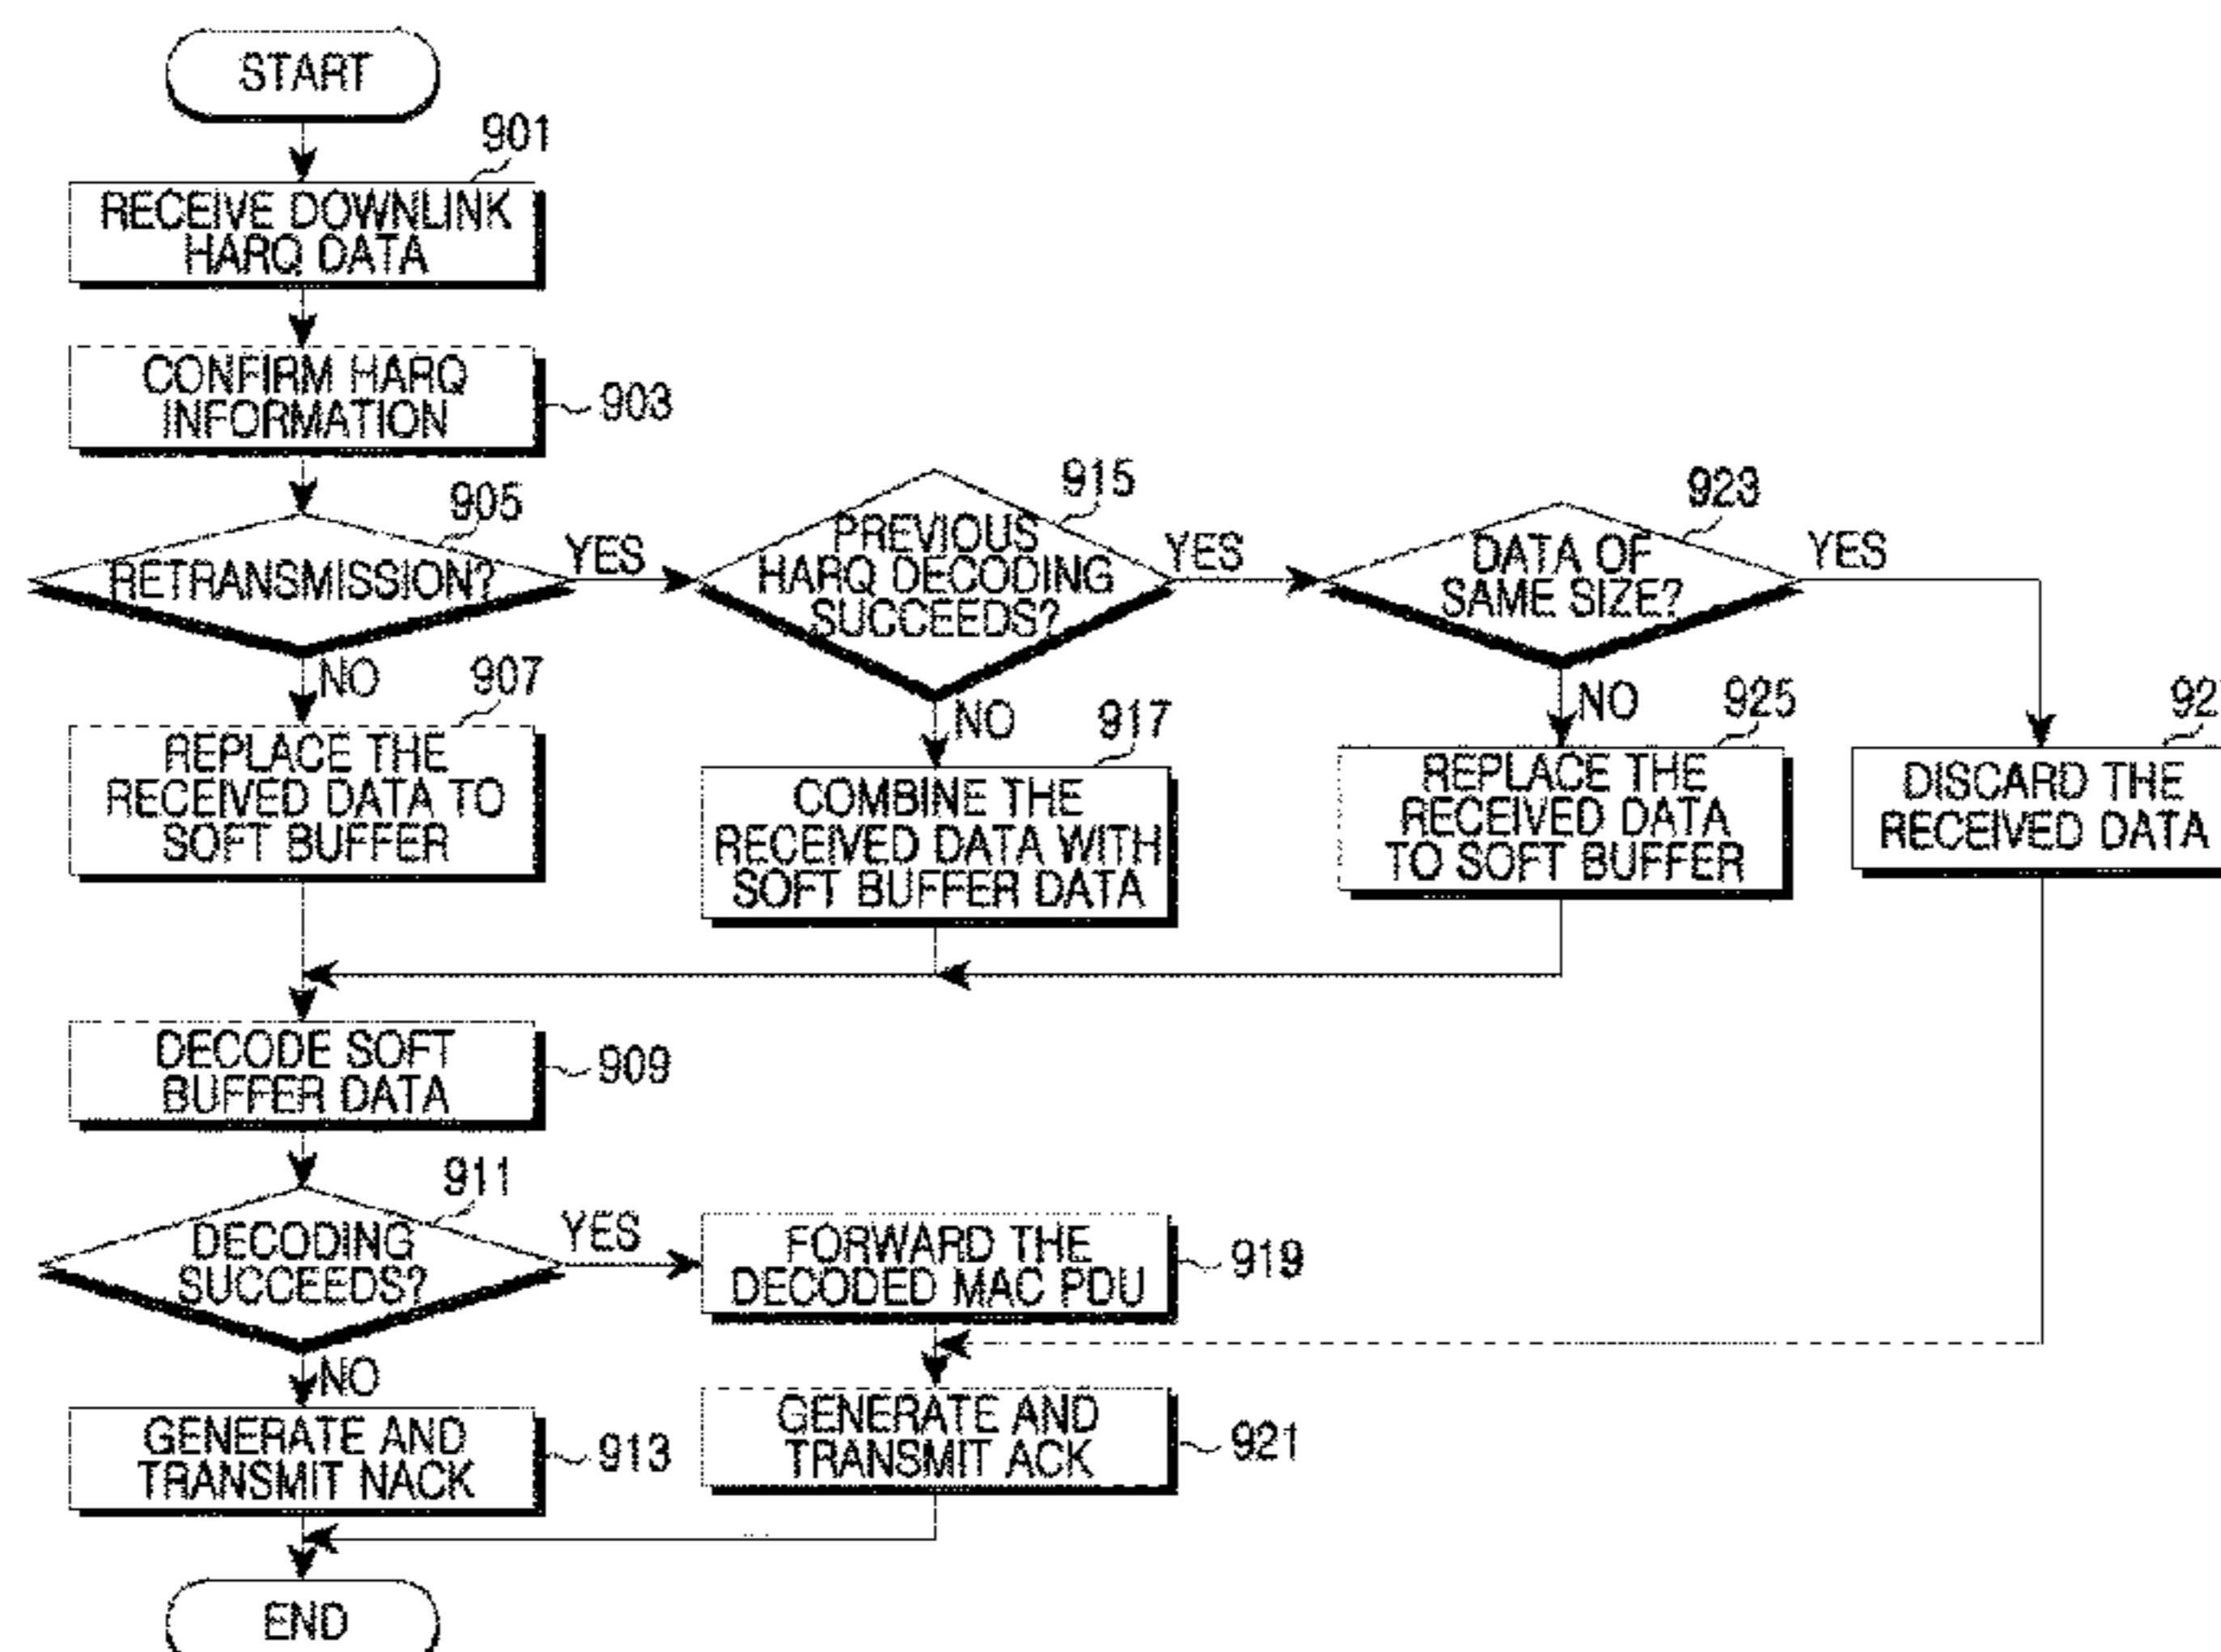 START
901
RECEIVE DOWNLINK
HARQ DATA
CONFIRM HARQ
INFORMATION
903
905
RETRANSMISSION?
YES
NO
915
PREVIOUS
HARQ DECODING
SUCCEEDS?
YES
NO
923
DATA OF
SAME SIZE?
YES
NO
907
REPLACE THE
RECEIVED DATA TO
SOFT BUFFER
917
COMBINE THE
RECEIVED DATA WITH
SOFT BUFFER DATA
925
REPLACE THE
RECEIVED DATA
TO SOFT BUFFER
DISCARD THE
RECEIVED DATA
DECODE SOFT
BUFFER DATA
909
911
DECODING
SUCCEEDS?
YES
NO
FORWARD THE
DECODED MAC PDU
919
GENERATE AND
TRANSMIT NACK
913
GENERATE AND
TRANSMIT ACK
921
END